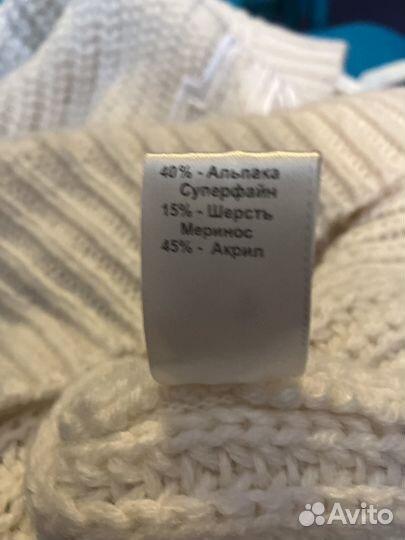 40% - Альпака
Суперфайн
15% - Шерсть
Меринос
45% - Акрил
Avito